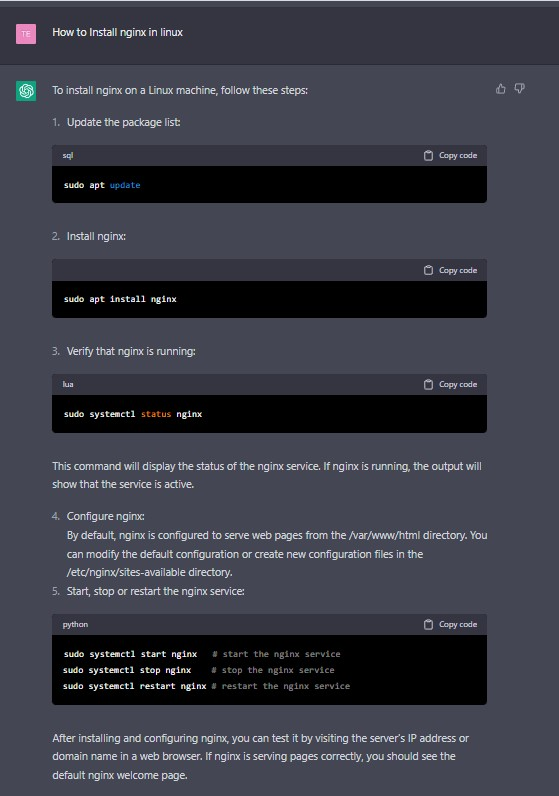 TE
How to Install nginx in linux
To install nginx on a Linux machine, follow these steps:
1. Update the package list:
sql Copy code
sudo apt update
2. Install nginx:
Copy code
sudo apt install nginx
3. Verify that nginx is running:
lua Copy code
sudo systemctl status nginx
This command will display the status of the nginx service. If nginx is running, the output will
show that the service is active.
4. Configure nginx:
By default, nginx is configured to serve web pages from the /var/www/html directory. You
can modify the default configuration or create new configuration files in the
/etc/nginx/sites-available directory.
5. Start, stop or restart the nginx service:
python Copy code
sudo systemctl start nginx # start the nginx service
sudo systemctl stop nginx # stop the nginx service
sudo systemctl restart nginx # restart the nginx service
After installing and configuring nginx, you can test it by visiting the server's IP address or
domain name in a web browser. If nginx is serving pages correctly, you should see the
default nginx welcome page.